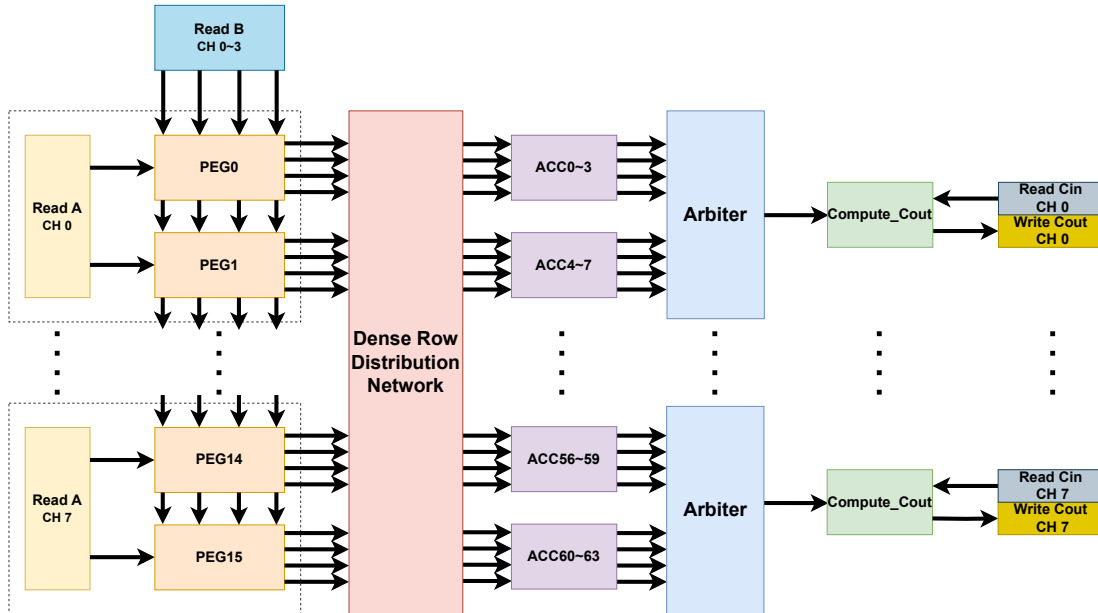 Read B
CH 0~3
Read A
CH 0
PEG0
PEG1
Dense Row
Distribution
Network
ACC0~3
ACC4~7
Arbiter
Compute_Cout
Read Cin
CH 0
Write Cout
CH 0
Read A
CH 7
PEG14
PEG15
ACC56~59
ACC60~63
Arbiter
Compute_Cout
Read Cin
CH 7
Write Cout
CH 7